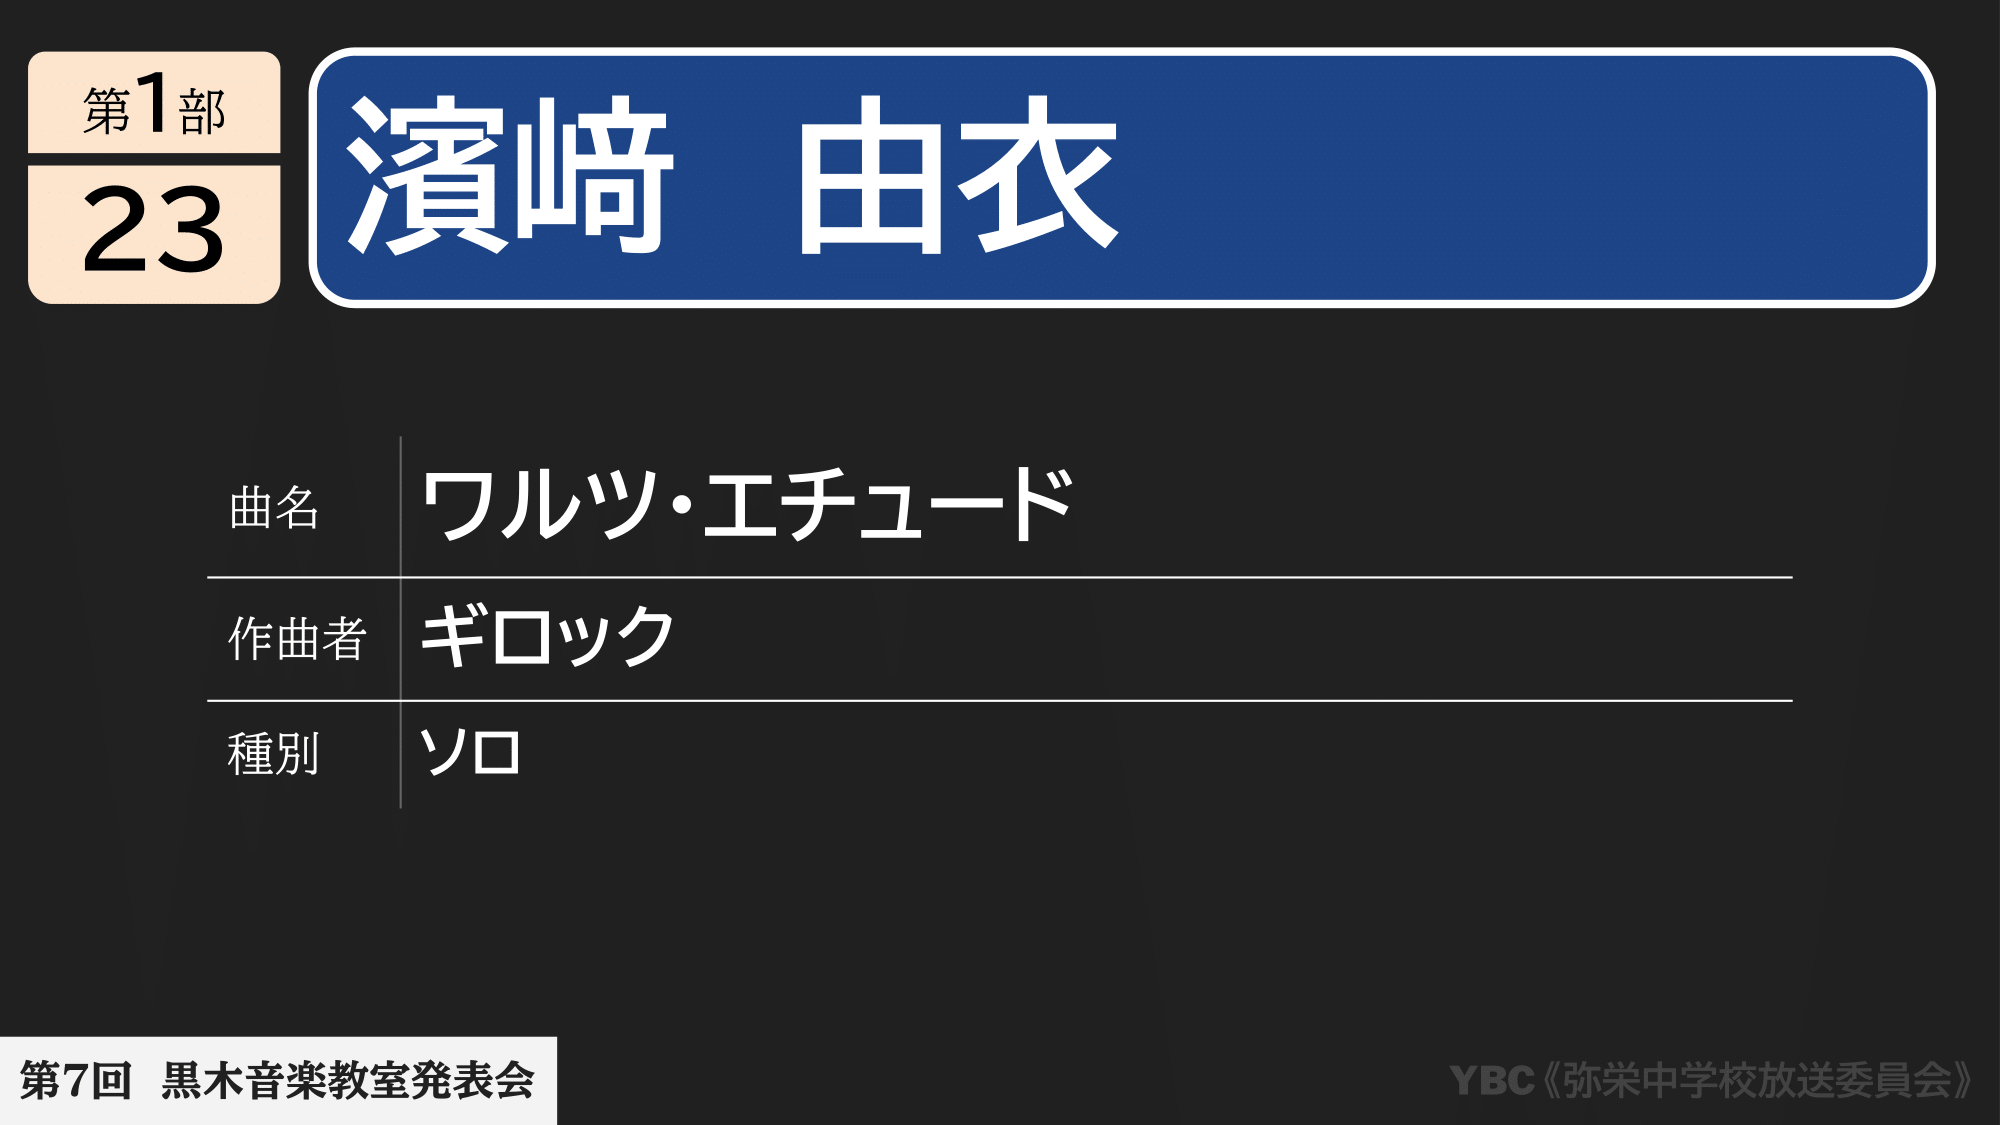 第1部
23
濵﨑 由衣
曲名 ワルツ・エチュード
作曲者 ギロック
種別 ソロ
第7回 黒木音楽教室発表会
YBC《弥栄中学校放送委員会》